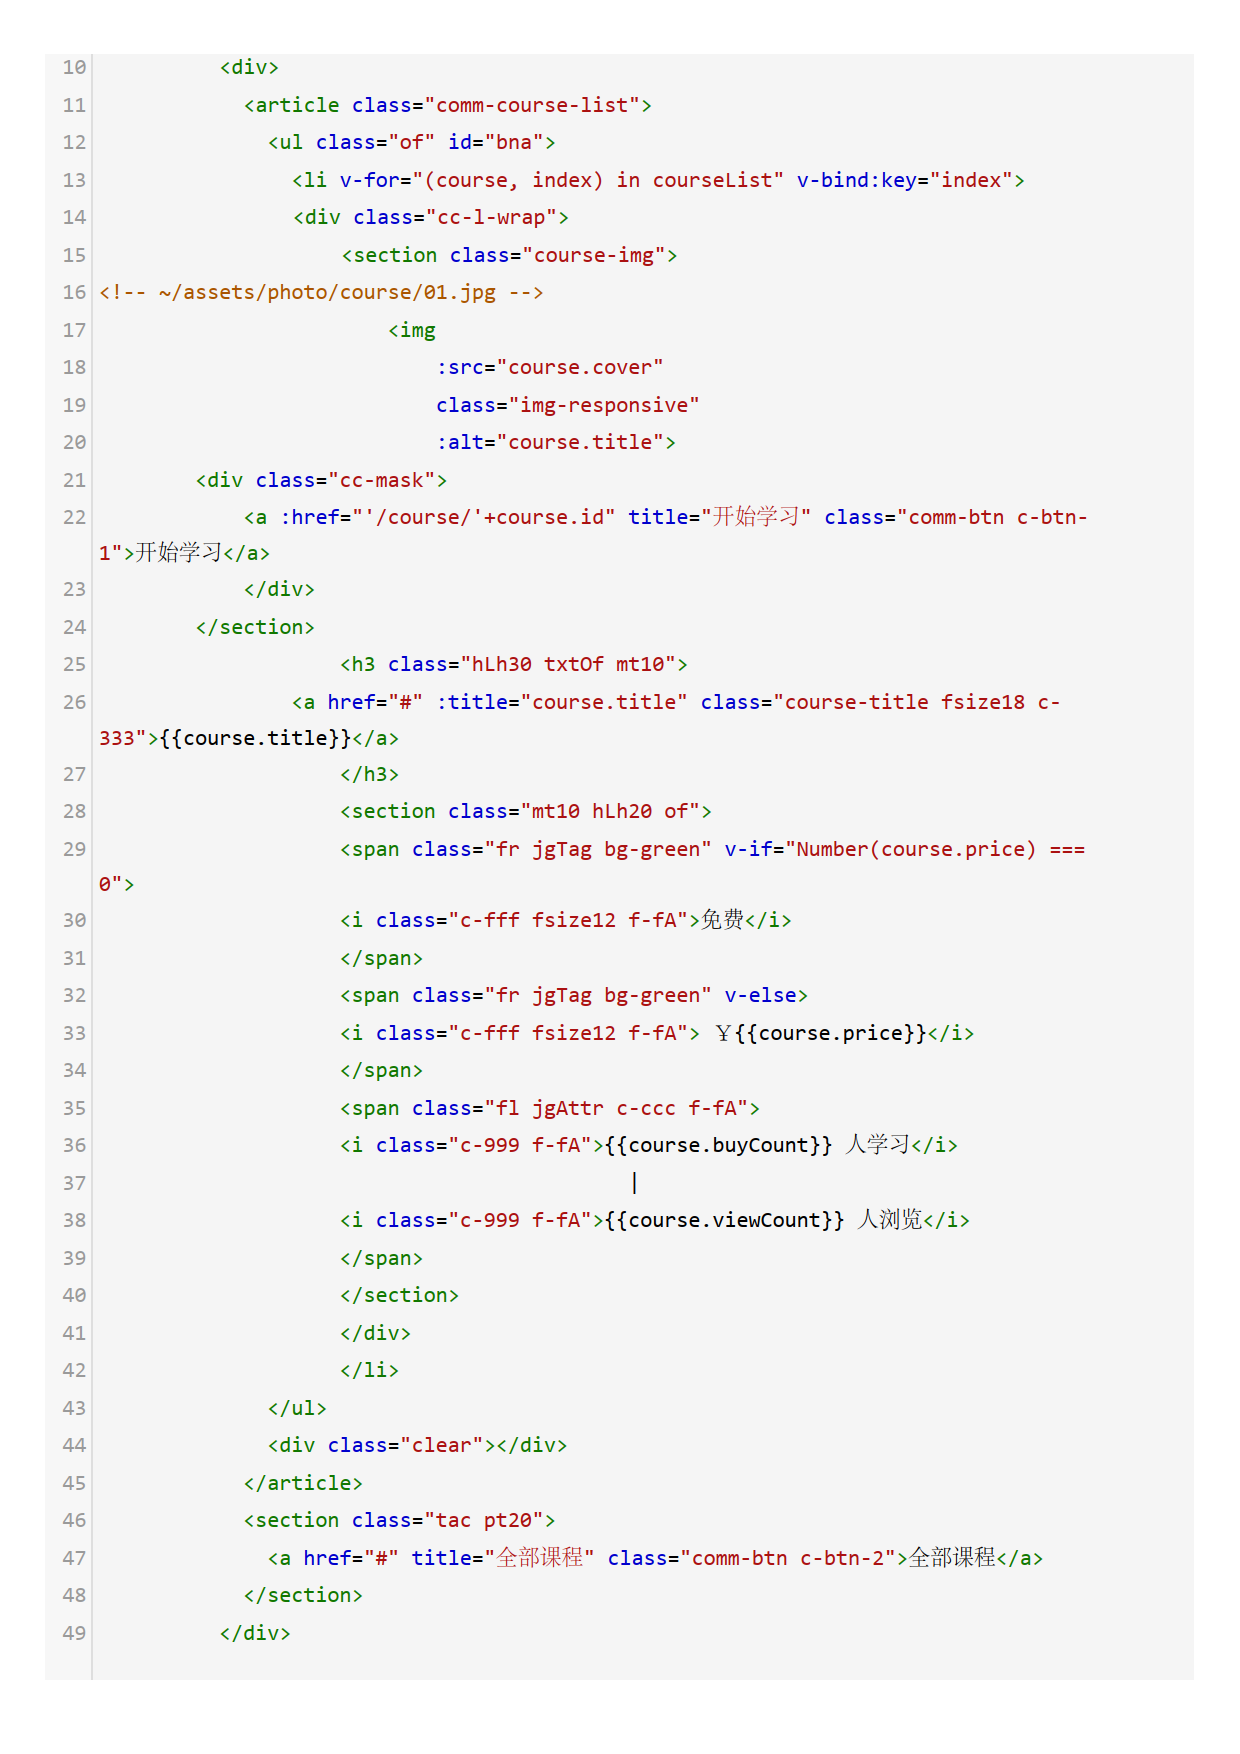 10 <div>
11 <article class="comm-course-list">
12 <ul class="of" id="bna">
13 <li v-for="(course, index) in courseList" v-bind:key="index">
14 <div class="cc-l-wrap">
15 <section class="course-img">
16 <!-- ~/assets/photo/course/01.jpg -->
17 <img
18 :src="course.cover"
19 class="img-responsive"
20 :alt="course.title">
21 <div class="cc-mask">
22 <a :href="'/course/'+course.id" title="开始学习" class="comm-btn c-btn-
1">开始学习</a>
23 </div>
24 </section>
25 <h3 class="hLh30 txtOf mt10">
26 <a href="#" :title="course.title" class="course-title fsize18 c-
333">{{course.title}}</a>
27 </h3>
28 <section class="mt10 hLh20 of">
29 <span class="fr jgTag bg-green" v-if="Number(course.price) ===
0">
30 <i class="c-fff fsize12 f-fA">免费</i>
31 </span>
32 <span class="fr jgTag bg-green" v-else>
33 <i class="c-fff fsize12 f-fA"> ￥{{course.price}}</i>
34 </span>
35 <span class="fl jgAttr c-ccc f-fA">
36 <i class="c-999 f-fA">{{course.buyCount}} 人学习</i>
37 |
38 <i class="c-999 f-fA">{{course.viewCount}} 人浏览</i>
39 </span>
40 </section>
41 </div>
42 </li>
43 </ul>
44 <div class="clear"></div>
45 </article>
46 <section class="tac pt20">
47 <a href="#" title="全部课程" class="comm-btn c-btn-2">全部课程</a>
48 </section>
49 </div>